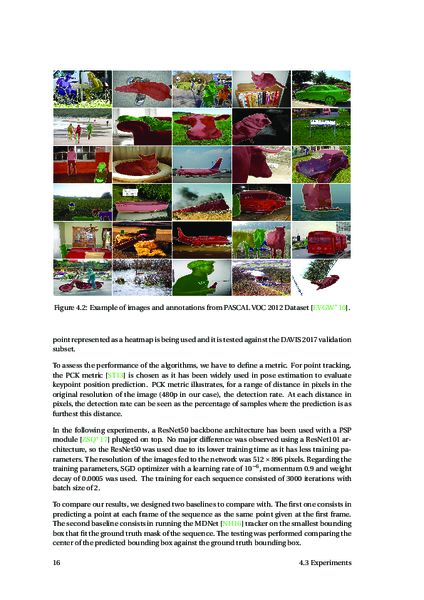 Figure 4.2: Example of images and annotations from PASCAL VOC 2012 Dataset [EVGW+10].
point represented as a heatmap is being used and it is tested against the DAVIS 2017 validation
subset.
To assess the performance of the algorithms, we have to define a metric. For point tracking,
the PCK metric [ST13] is chosen as it has been widely used in pose estimation to evaluate
keypoint position prediction. PCK metric illustrates, for a range of distance in pixels in the
original resolution of the image (480p in our case), the detection rate. At each distance in
pixels, the detection rate can be seen as the percentage of samples where the prediction is as
furthest this distance.
In the following experiments, a ResNet50 backbone architecture has been used with a PSP
module [ZSQ+17] plugged on top. No major difference was observed using a ResNet101 ar-
chitecture, so the ResNet50 was used due to its lower training time as it has less training pa-
rameters. The resolution of the images fed to the network was 512 × 896 pixels. Regarding the
training parameters, SGD optimizer with a learning rate of 10−6, momentum 0.9 and weight
decay of 0.0005 was used. The training for each sequence consisted of 3000 iterations with
batch size of 2.
To compare our results, we designed two baselines to compare with. The first one consists in
predicting a point at each frame of the sequence as the same point given at the first frame.
The second baseline consists in running the MDNet [NH16] tracker on the smallest bounding
box that fit the ground truth mask of the sequence. The testing was performed comparing the
center of the predicted bounding box against the ground truth bounding box.
16 4.3 Experiments